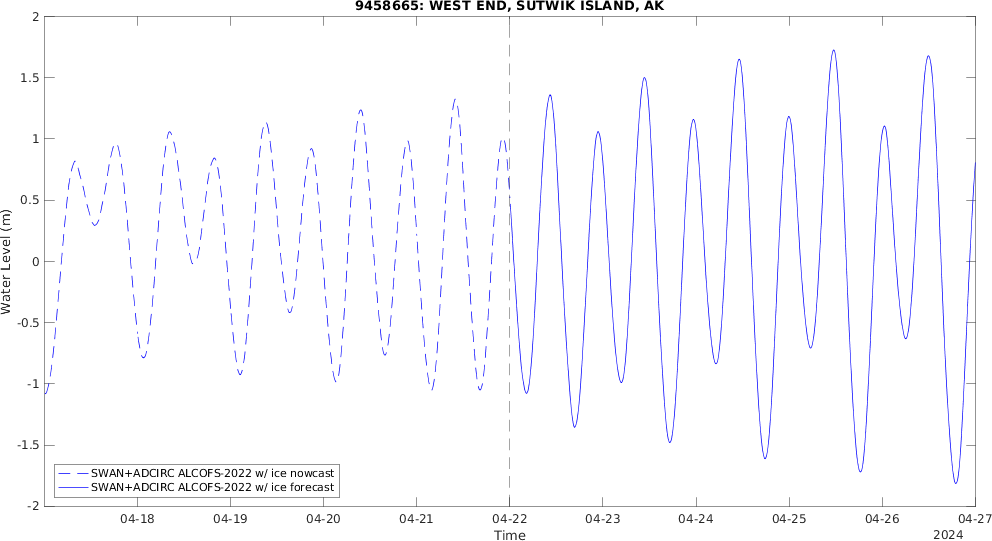 9458665: WEST END, SUTWIK ISLAND, AK
2
1.5
1
0.5
0
-0.5
-1
-1.5
-2
Water Level (m)
SWAN+ADCIRC ALCOFS-2022 w/ ice nowcast
SWAN+ADCIRC ALCOFS-2022 w/ ice forecast
04-18 04-19 04-20 04-21 04-22 04-23 04-24 04-25 04-26 04-27
Time
2024